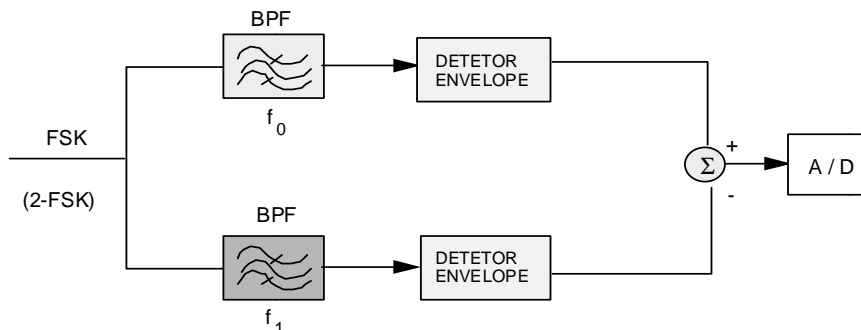 BPF
DETETOR
ENVELOPE
f0
FSK
(2-FSK)
+
Σ
-
A / D
BPF
DETETOR
ENVELOPE
f1